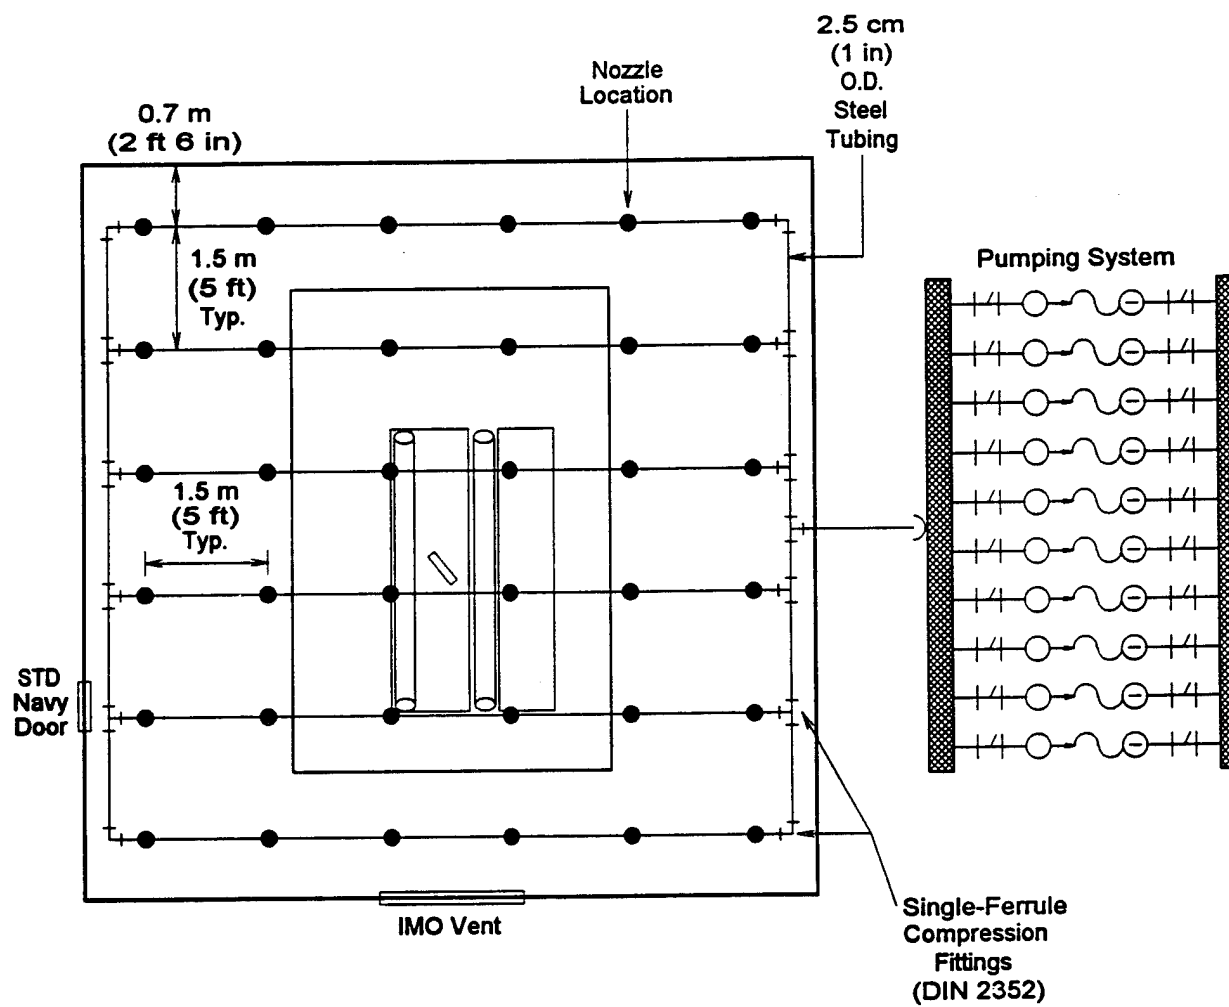 2.5 cm
(1 in)
O.D.
Steel
Tubing
Nozzle
Location
0.7 m
(2 ft 6 in)
1.5 m
(5 ft)
Typ.
Pumping System
1.5 m
(5 ft)
Typ.
STD
Navy
Door
IMO Vent
Single-Ferrule
Compression
Fittings
(DIN 2352)